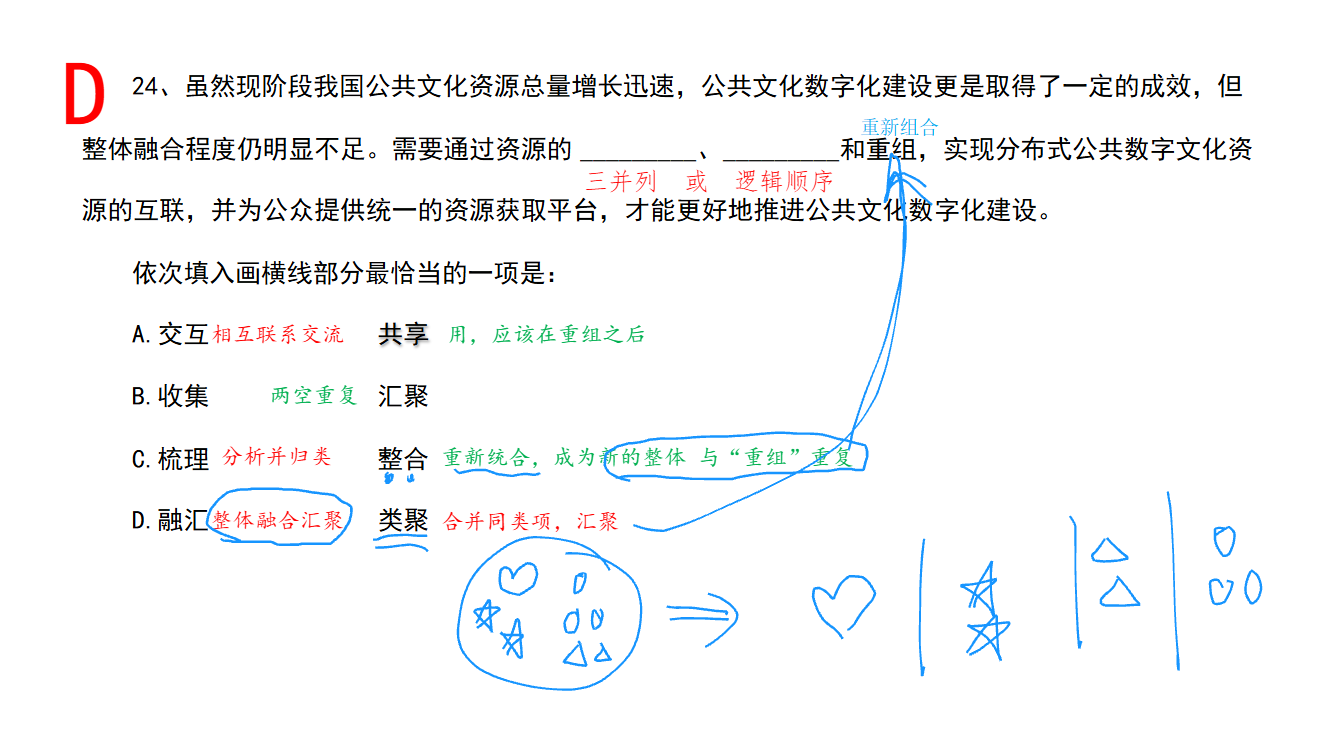 D
24、虽然现阶段我国公共文化资源总量增长迅速，公共文化数字化建设更是取得了一定的成效，但
重新组合
整体融合程度仍明显不足。需要通过资源的 _________、_________和重组，实现分布式公共数字文化资
三并列 或 逻辑顺序
源的互联，并为公众提供统一的资源获取平台，才能更好地推进公共文化数字化建设。
依次填入画横线部分最恰当的一项是：
A.交互 相互联系交流 共享 用，应该在重组之后
B.收集 两空重复 汇聚
C.梳理 分析并归类 整合 重新统合，成为新的整体 与“重组”重复
D.融汇 整体融合汇聚 类聚 合并同类项，汇聚